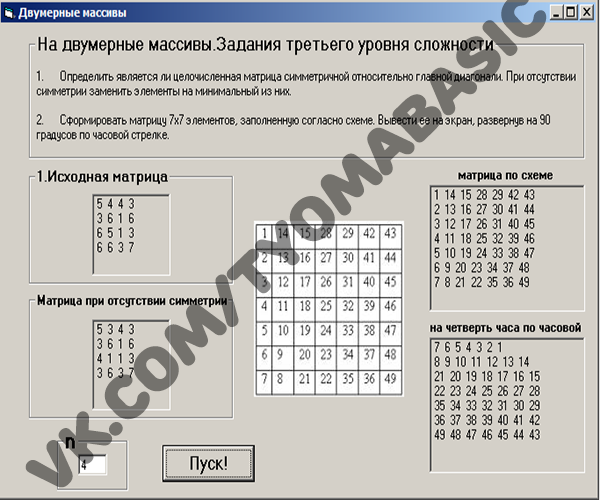 Двумерные массивы
На двумерные массивы.Задания третьего уровня сложности
1. Определить является ли целочисленная матрица симметричной относительно главной диагонали. При отсутствии
симметрии заменить элементы на минимальный из них.
2. Сформировать матрицу 7х7 элементов, заполненную согласно схеме. Вывести ее на экран, развернув на 90
градусов по часовой стрелке.
1.Исходная матрица
5 4 4 3
3 6 1 6
6 5 1 3
6 6 3 7
Матрица при отсутствии симметрии
5 3 4 3
3 6 1 6
4 1 1 3
3 6 3 7
n
4
Пуск!
1 14 15 28 29 42 43
2 13 16 27 30 41 44
3 12 17 26 31 40 45
4 11 18 25 32 39 46
5 10 19 24 33 38 47
6 9 20 23 34 37 48
7 8 21 22 35 36 49
матрица по схеме
1 14 15 28 29 42 43
2 13 16 27 30 41 44
3 12 17 26 31 40 45
4 11 18 25 32 39 46
5 10 19 24 33 38 47
6 9 20 23 34 37 48
7 8 21 22 35 36 49
на четверть часа по часовой
7 6 5 4 3 2 1
8 9 10 11 12 13 14
21 20 19 18 17 16 15
22 23 24 25 26 27 28
35 34 33 32 31 30 29
36 37 38 39 40 41 42
49 48 47 46 45 44 43
VK.COM/TYOMABASIC